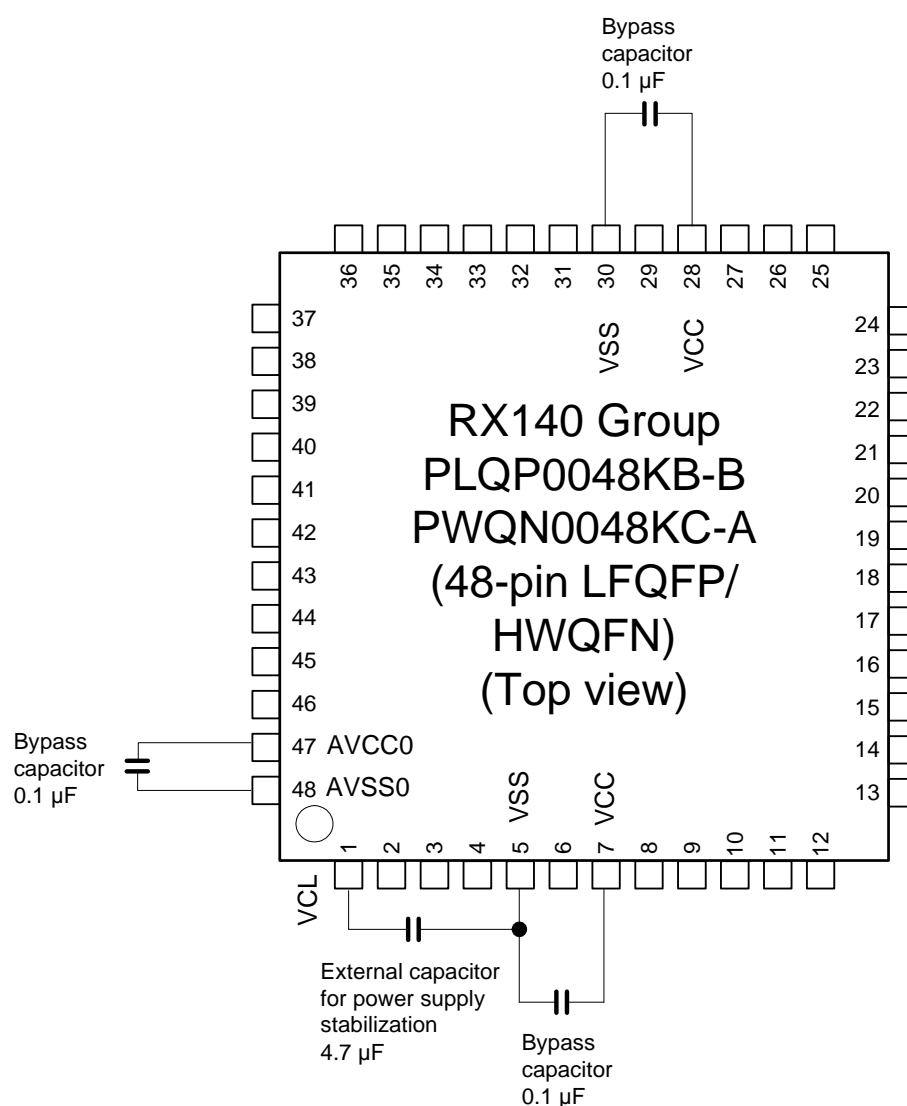 Bypass
capacitor
0.1 µF
36 35 34 33 32 31 30 29 28 27 26 25
VSS VCC
37
38
39
40
41
42
43
44
45
46
47 AVCC0
48 AVSS0
24
23
22
21
20
19
18
17
16
15
14
13
RX140 Group
PLQP0048KB-B
PWQN0048KC-A
(48-pin LFQFP/
HWQFN)
(Top view)
Bypass
capacitor
0.1 µF
VSS VCC
1 2 3 4 5 6 7 8 9 10 11 12
VCL
External capacitor
for power supply
stabilization
4.7 µF
Bypass
capacitor
0.1 µF